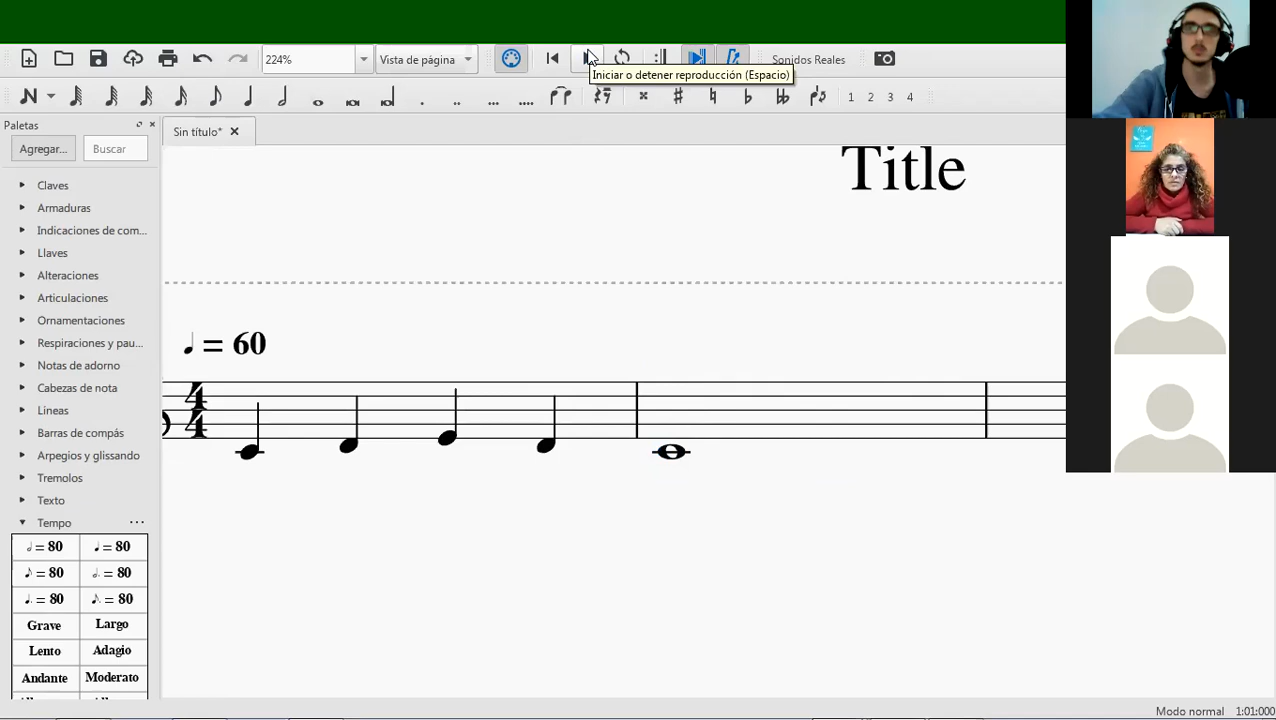 224%
Vista de página
Sonidos Reales
Iniciar o detener reproducción (Espacio)
1 2 3 4
Paletas
Sin título*
Agregar...
Buscar
Title
Claves
Armaduras
Indicaciones de com...
Llaves
Alteraciones
Articulaciones
Ornamentaciones
Respiraciones y pau...
Notas de adorno
Cabezas de nota
Lineas
Barras de compás
Arpegios y glissando
Tremolos
Texto
Tempo
= 60
4
4
= 80 = 80
= 80 = 80
= 80 = 80
Grave Largo
Lento Adagio
Andante Moderato
Modo normal 1:01:000